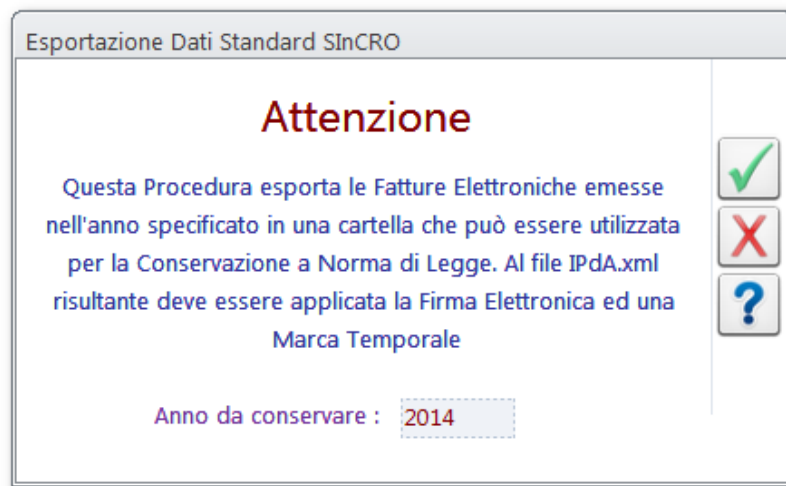 Esportazione Dati Standard SInCRO
Attenzione
Questa Procedura esporta le Fatture Elettroniche emesse
nell'anno specificato in una cartella che può essere utilizzata
per la Conservazione a Norma di Legge. Al file IPdA.xml
risultante deve essere applicata la Firma Elettronica ed una
Marca Temporale
Anno da conservare : 2014